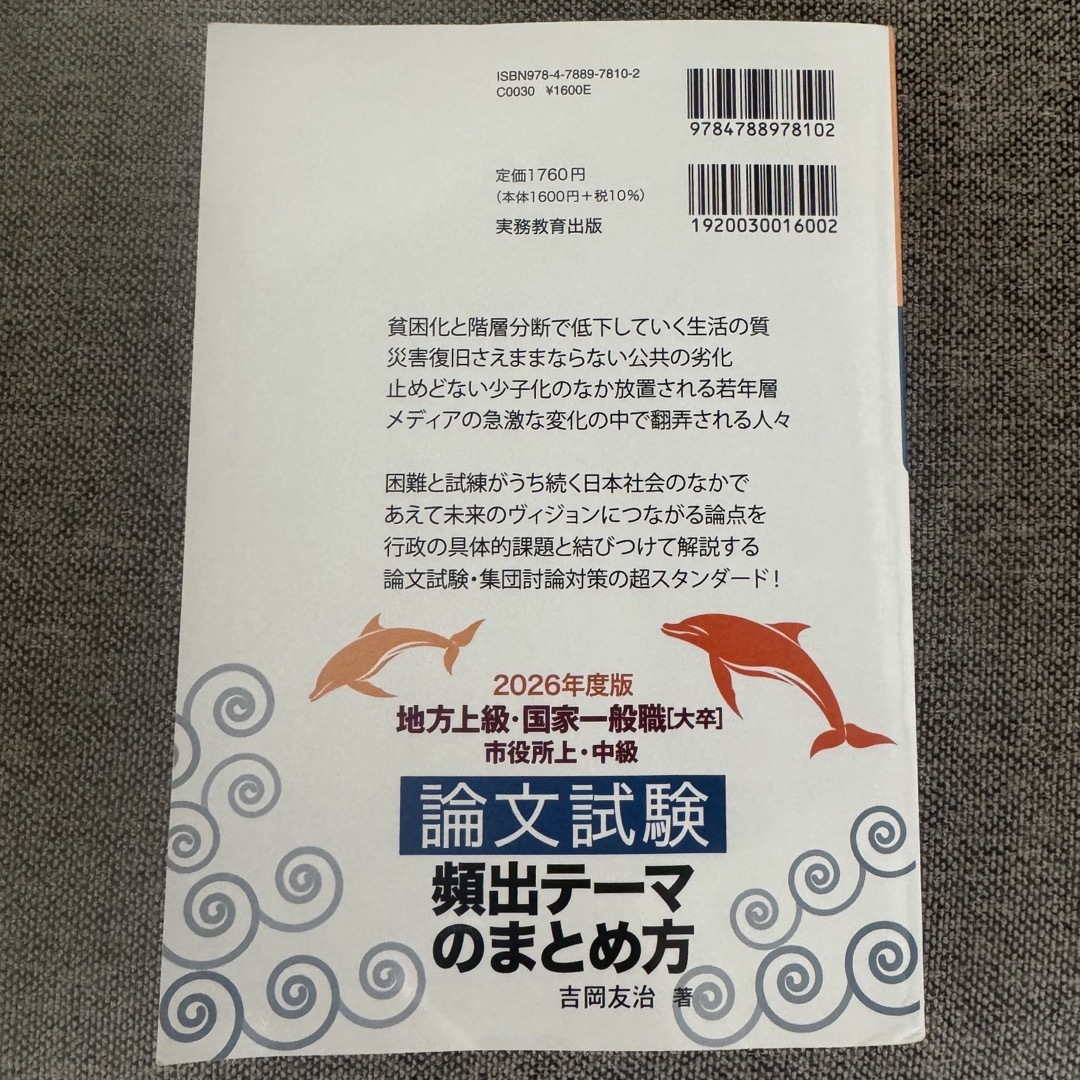 ISBN978-4-7889-7810-2
C0030 ¥1600E
9784788978102
定価1760円
(本体1600円+税10%)
実務教育出版
1920030016002
貧困化と階層分断で低下していく生活の質
災害復旧さえままならない公共の劣化
止めどない少子化のなか放置される若年層
メディアの急激な変化の中で翻弄される人々
困難と試練がうち続く日本社会のなかで
あえて未来のヴィジョンにつながる論点を
行政の具体的課題と結びつけて解説する
論文試験・集団討論対策の超スタンダード!
2026年度版
地方上級・国家一般職[大卒]
市役所上・中級
論文試験
頻出テーマ
のまとめ方
吉岡友治 著